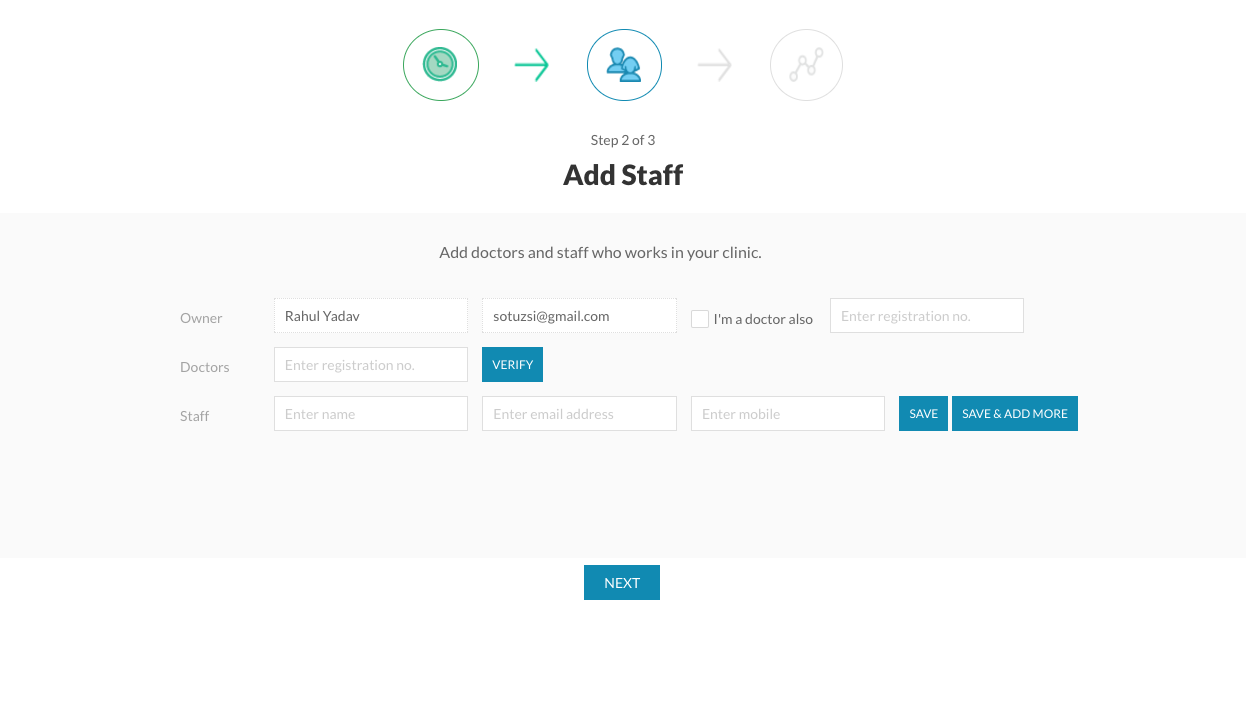 Step 2 of 3
Add Staff
Add doctors and staff who works in your clinic.
Owner Rahul Yadav sotuzsi@gmail.com I'm a doctor also Enter registration no.
Doctors Enter registration no. VERIFY
Staff Enter name Enter email address Enter mobile SAVE SAVE & ADD MORE
NEXT